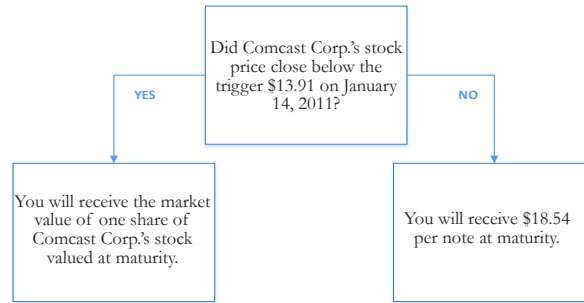 Did Comcast Corp.'s stock
price close below the
trigger $13.91 on January
14, 2011?
YES
NO
You will receive the market
value of one share of
Comcast Corp.'s stock
valued at maturity.
You will receive $18.54
per note at maturity.